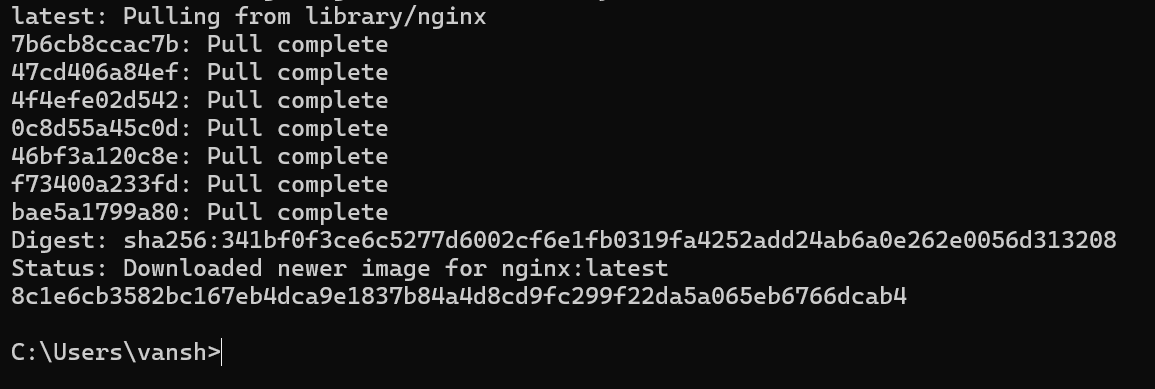 latest: Pulling from library/nginx
7b6cb8ccac7b: Pull complete
47cd406a84ef: Pull complete
4f4efe02d542: Pull complete
0c8d55a45c0d: Pull complete
46bf3a120c8e: Pull complete
f73400a233fd: Pull complete
bae5a1799a80: Pull complete
Digest: sha256:341bf0f3ce6c5277d6002cf6e1fb0319fa4252add24ab6a0e262e0056d313208
Status: Downloaded newer image for nginx:latest
8c1e6cb3582bc167eb4dca9e1837b84a4d8cd9fc299f22da5a065eb6766dcab4
C:\Users\vansh>